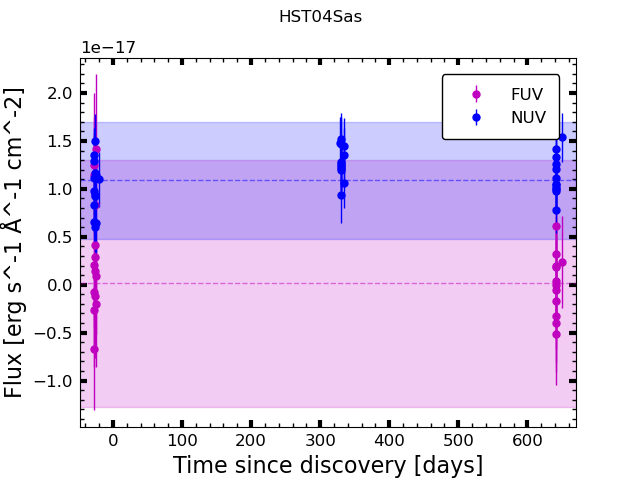 HST04Sas
1e−17
FUV
NUV
2.0
1.5
1.0
0.5
0.0
−0.5
−1.0
Flux [erg s^-1 Å^-1 cm^-2]
0 100 200 300 400 500 600
Time since discovery [days]